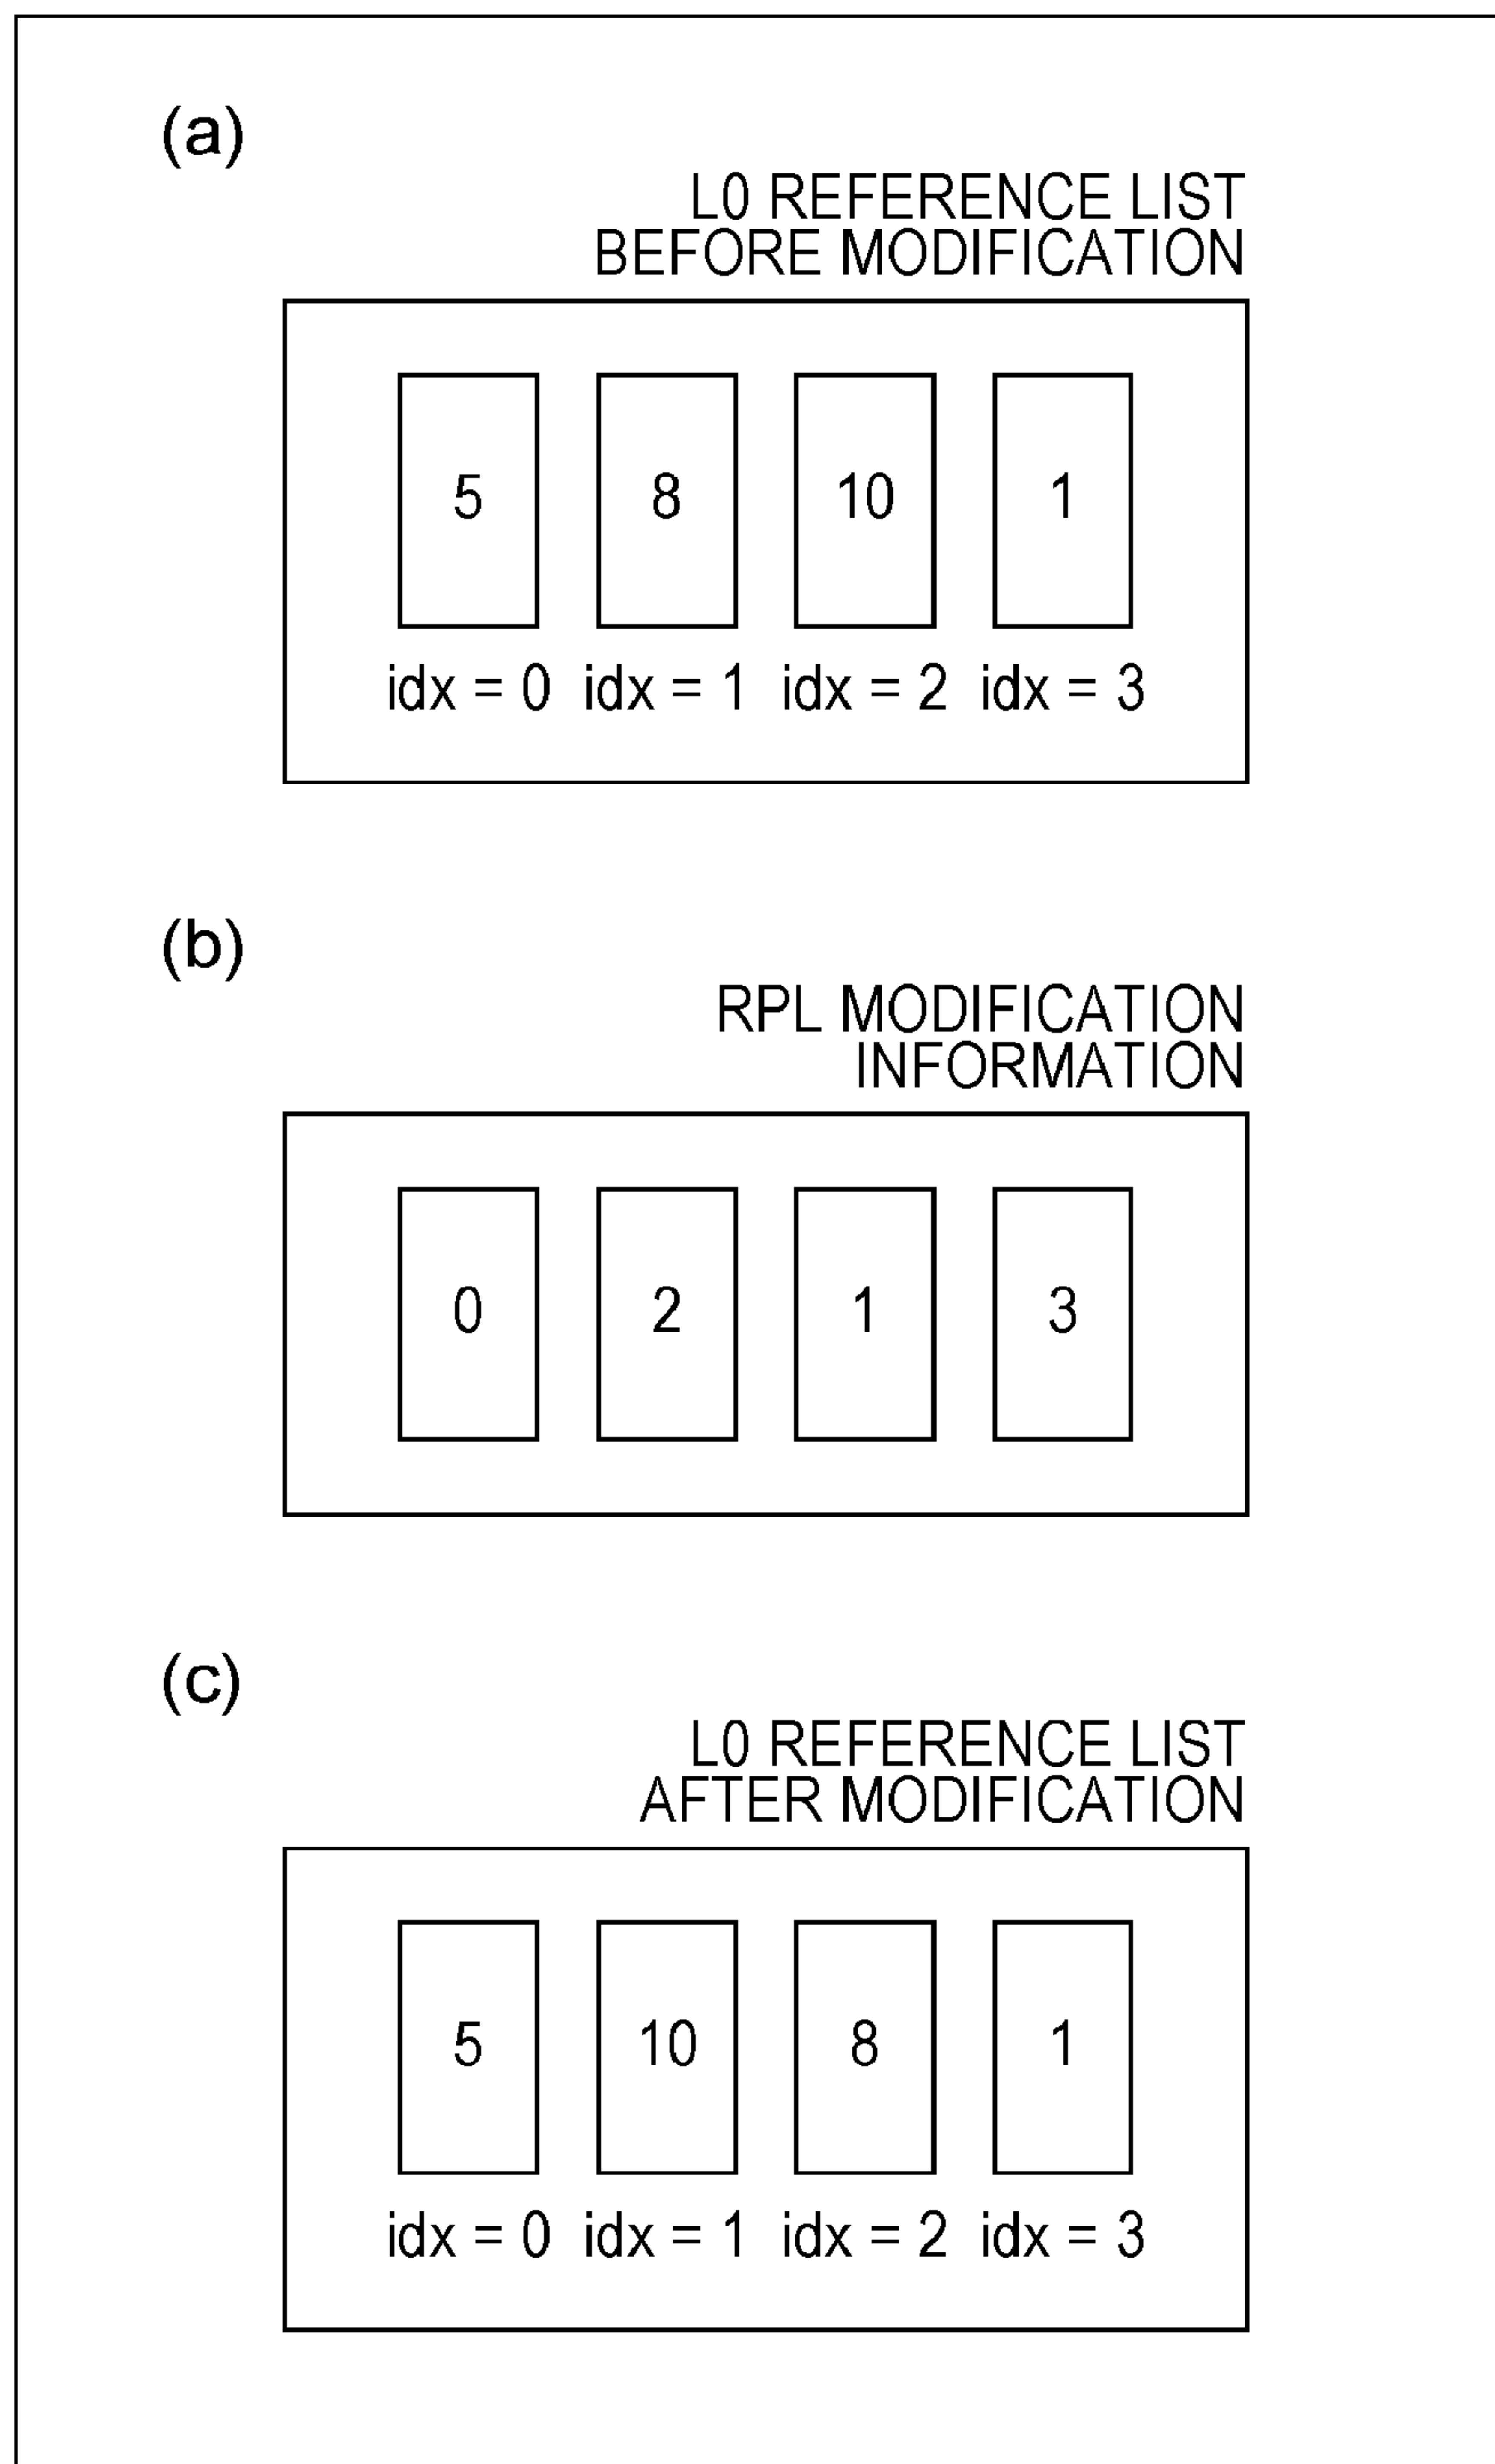 (a)
L0 REFERENCE LIST
BEFORE MODIFICATION
5 8 10 1
idx = 0 idx = 1 idx = 2 idx = 3
(b)
RPL MODIFICATION
INFORMATION
0 2 1 3
(c)
L0 REFERENCE LIST
AFTER MODIFICATION
5 10 8 1
idx = 0 idx = 1 idx = 2 idx = 3